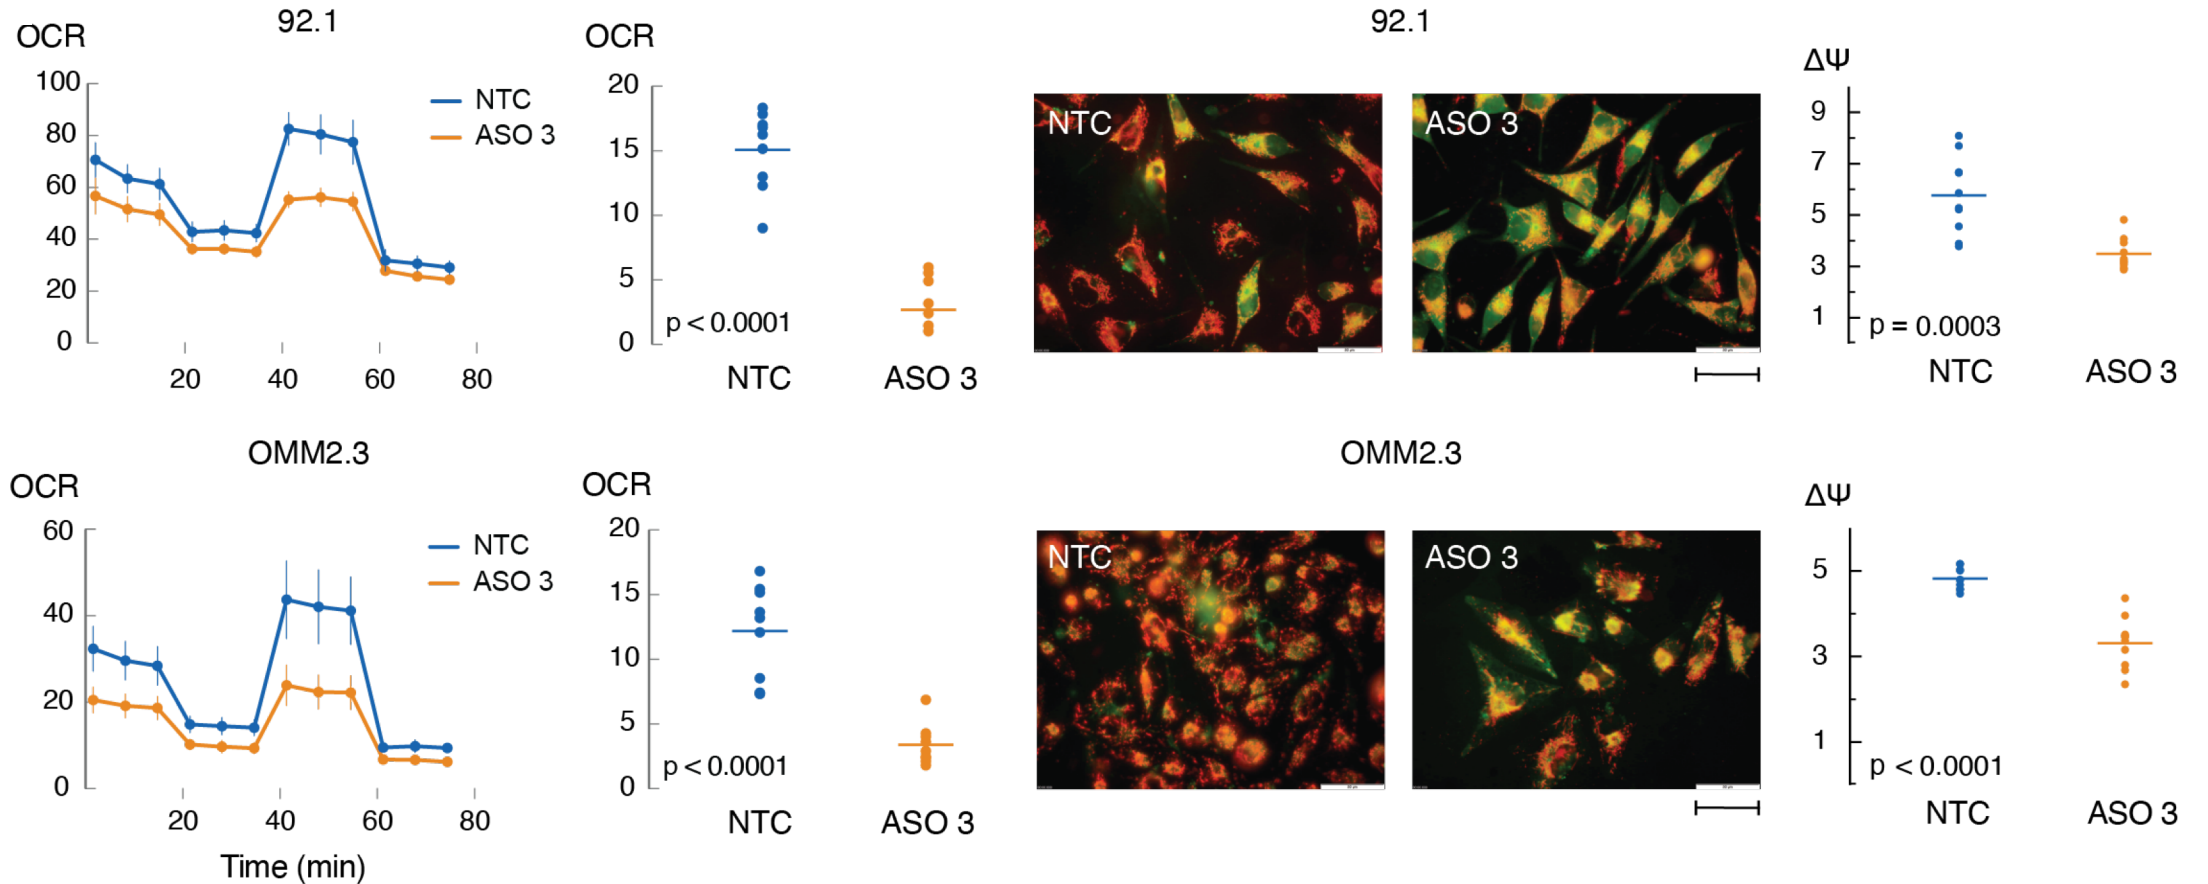 92.1
OCR
100
80
60
40
20
0
20 40 60 80
NTC
ASO 3
OCR
20
15
10
5
0
p < 0.0001
NTC ASO 3
92.1
NTC
ASO 3
ΔΨ
9
7
5
3
1
p = 0.0003
NTC ASO 3
OMM2.3
OCR
60
40
20
0
20 40 60 80
Time (min)
NTC
ASO 3
OCR
20
15
10
5
0
p < 0.0001
NTC ASO 3
OMM2.3
NTC
ASO 3
ΔΨ
5
3
1
p < 0.0001
NTC ASO 3